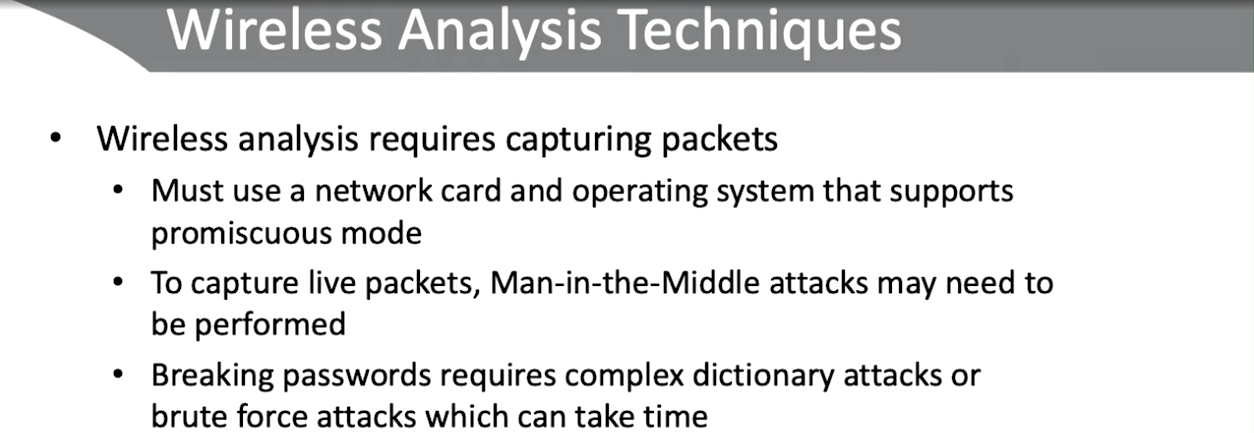 Wireless Analysis Techniques
• Wireless analysis requires capturing packets
• Must use a network card and operating system that supports
promiscuous mode
• To capture live packets, Man-in-the-Middle attacks may need to
be performed
• Breaking passwords requires complex dictionary attacks or
brute force attacks which can take time